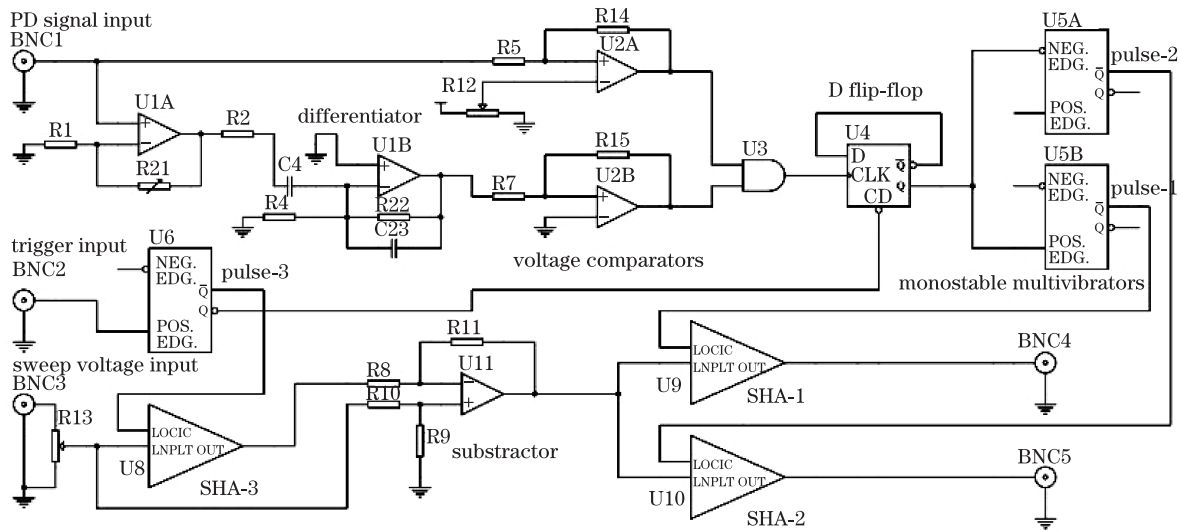 PD signal input
BNC1
R5
R14
U2A
R12
U5A
NEG.
EDG.
Q̅
Q
POS.
EDG.
pulse-2
U1A
R1
R21
R2
differentiator
U1B
C4
R4
R22
C23
R7
R15
U2B
U3
D flip-flop
U4
D
Q̅
CLK
Q
CD
U5B
NEG.
EDG.
Q̅
Q
POS.
EDG.
pulse-1
voltage comparators
monostable multivibrators
trigger input
BNC2
U6
NEG.
EDG.
Q̅
Q
POS.
EDG.
pulse-3
sweep voltage input
BNC3
R13
LOCIC
LNPLT OUT
U8
SHA-3
R8
R10
R11
U11
R9
substractor
LOCIC
LNPLT OUT
U9
SHA-1
BNC4
LOCIC
LNPLT OUT
U10
SHA-2
BNC5